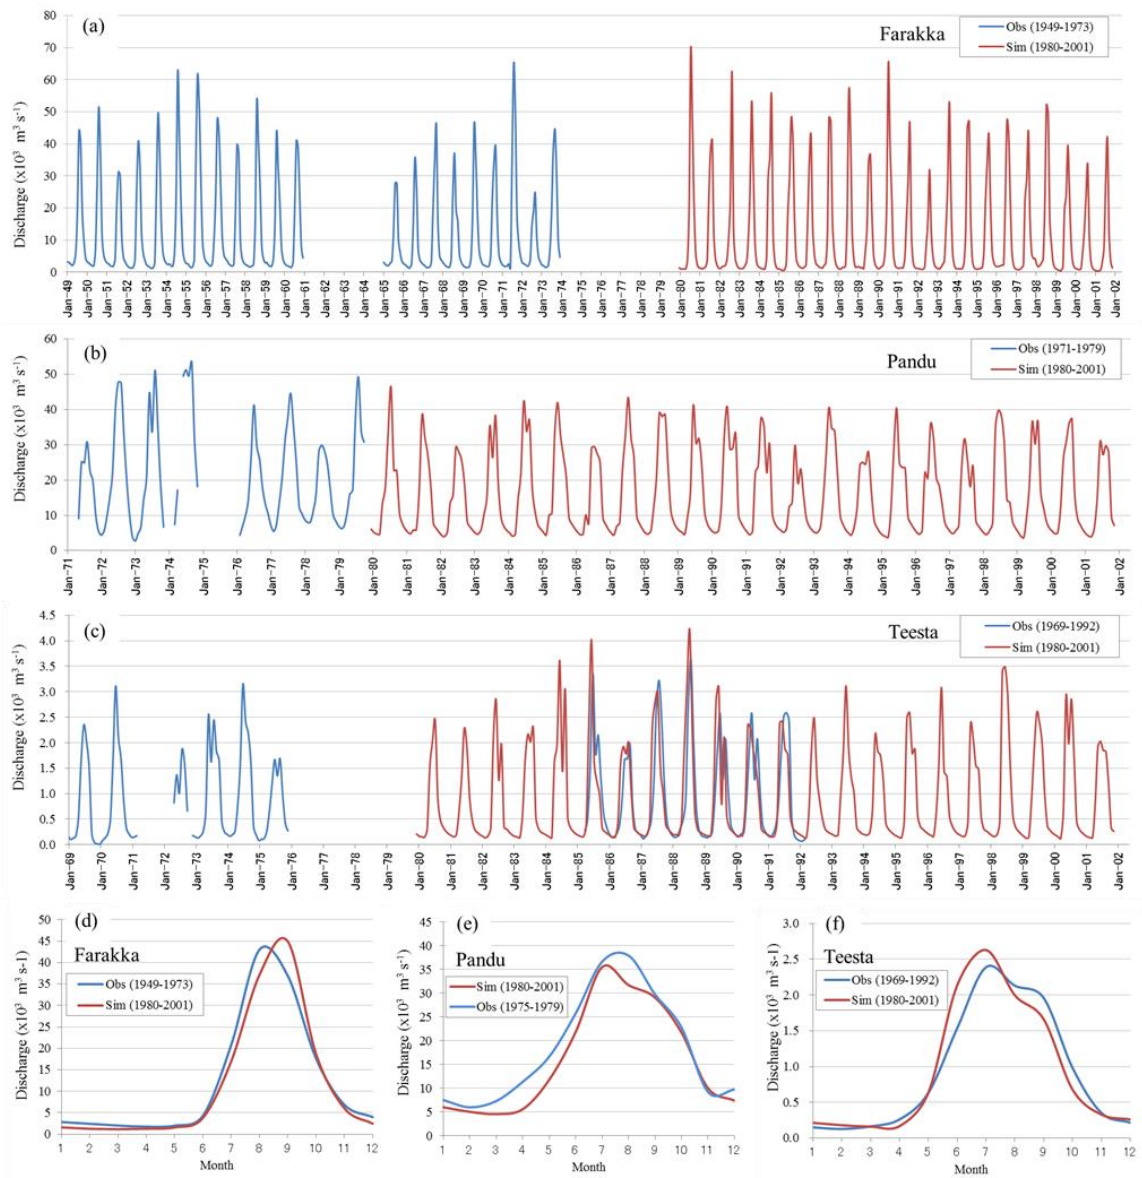 (a)
Farakka
Obs (1949-1973)
Sim (1980-2001)
Discharge (x10³ m³ s⁻¹)
80
70
60
50
40
30
20
10
0
Jan-49 Jan-50 Jan-51 Jan-52 Jan-53 Jan-54 Jan-55 Jan-56 Jan-57 Jan-58 Jan-59 Jan-60 Jan-61 Jan-62 Jan-63 Jan-64 Jan-65 Jan-66 Jan-67 Jan-68 Jan-69 Jan-70 Jan-71 Jan-72 Jan-73 Jan-74 Jan-75 Jan-76 Jan-77 Jan-78 Jan-79 Jan-80 Jan-81 Jan-82 Jan-83 Jan-84 Jan-85 Jan-86 Jan-87 Jan-88 Jan-89 Jan-90 Jan-91 Jan-92 Jan-93 Jan-94 Jan-95 Jan-96 Jan-97 Jan-98 Jan-99 Jan-00 Jan-01 Jan-02
(b)
Pandu
Obs (1971-1979)
Sim (1980-2001)
Discharge (x10³ m³ s⁻¹)
60
50
40
30
20
10
0
Jan-71 Jan-72 Jan-73 Jan-74 Jan-75 Jan-76 Jan-77 Jan-78 Jan-79 Jan-80 Jan-81 Jan-82 Jan-83 Jan-84 Jan-85 Jan-86 Jan-87 Jan-88 Jan-89 Jan-90 Jan-91 Jan-92 Jan-93 Jan-94 Jan-95 Jan-96 Jan-97 Jan-98 Jan-99 Jan-00 Jan-01 Jan-02
(c)
Teesta
Obs (1969-1992)
Sim (1980-2001)
Discharge (x10³ m³ s⁻¹)
4.5
4.0
3.5
3.0
2.5
2.0
1.5
1.0
0.5
0.0
Jan-69 Jan-70 Jan-71 Jan-72 Jan-73 Jan-74 Jan-75 Jan-76 Jan-77 Jan-78 Jan-79 Jan-80 Jan-81 Jan-82 Jan-83 Jan-84 Jan-85 Jan-86 Jan-87 Jan-88 Jan-89 Jan-90 Jan-91 Jan-92 Jan-93 Jan-94 Jan-95 Jan-96 Jan-97 Jan-98 Jan-99 Jan-00 Jan-01 Jan-02
(d)
Farakka
Obs (1949-1973)
Sim (1980-2001)
Discharge (x10³ m³ s-1)
50
45
40
35
30
25
20
15
10
5
0
1 2 3 4 5 6 7 8 9 10 11 12
Month
(e)
Pandu
Sim (1980-2001)
Obs (1975-1979)
Discharge (x10³ m³ s⁻¹)
45
40
35
30
25
20
15
10
5
0
1 2 3 4 5 6 7 8 9 10 11 12
Month
(f)
Teesta
Obs (1969-1992)
Sim (1980-2001)
Discharge (x10³ m³ s-1)
3.0
2.5
2.0
1.5
1.0
0.5
0.0
1 2 3 4 5 6 7 8 9 10 11 12
Month